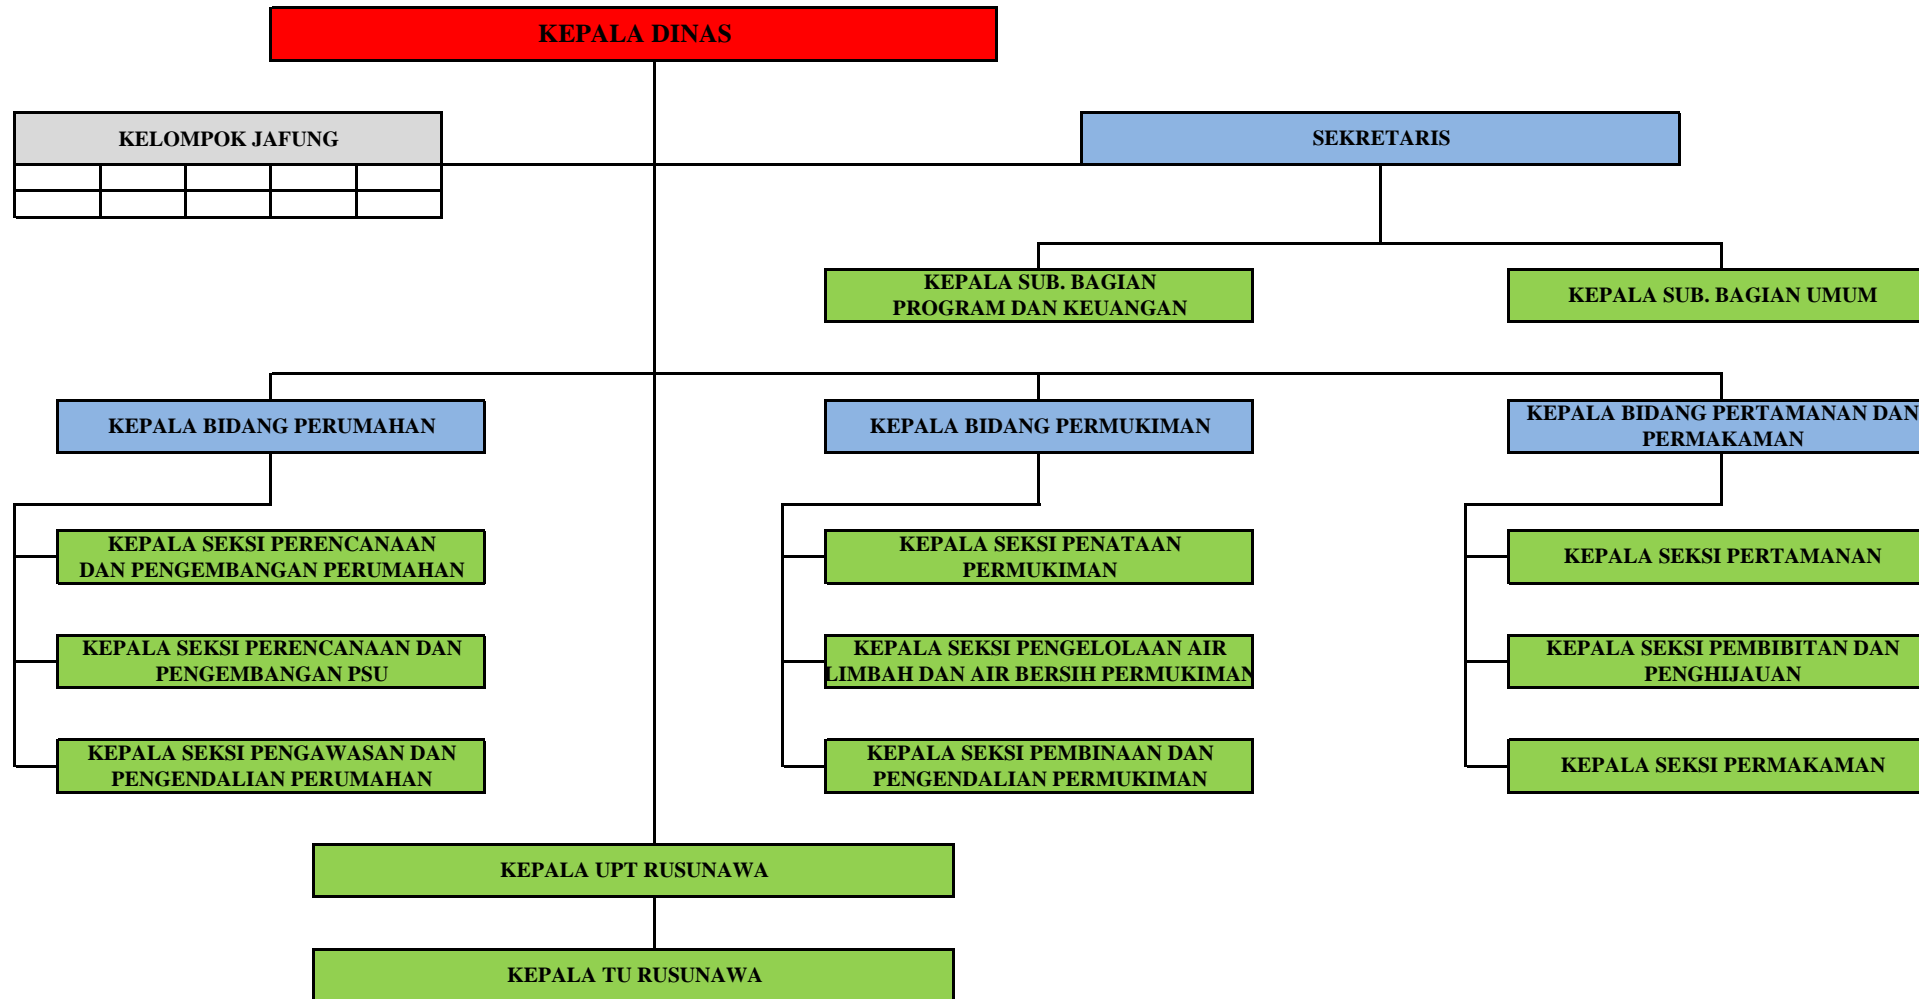 KEPALA DINAS
KELOMPOK JAFUNG
SEKRETARIS
KEPALA SUB. BAGIAN
PROGRAM DAN KEUANGAN
KEPALA SUB. BAGIAN UMUM
KEPALA BIDANG PERUMAHAN
KEPALA BIDANG PERMUKIMAN
KEPALA BIDANG PERTAMANAN DAN
PERMAKAMAN
KEPALA SEKSI PERENCANAAN
DAN PENGEMBANGAN PERUMAHAN
KEPALA SEKSI PENATAAN
PERMUKIMAN
KEPALA SEKSI PERTAMANAN
KEPALA SEKSI PERENCANAAN DAN
PENGEMBANGAN PSU
KEPALA SEKSI PENGELOLAAN AIR
LIMBAH DAN AIR BERSIH PERMUKIMAN
KEPALA SEKSI PEMBIBITAN DAN
PENGHIJAUAN
KEPALA SEKSI PENGAWASAN DAN
PENGENDALIAN PERUMAHAN
KEPALA SEKSI PEMBINAAN DAN
PENGENDALIAN PERMUKIMAN
KEPALA SEKSI PERMAKAMAN
KEPALA UPT RUSUNAWA
KEPALA TU RUSUNAWA